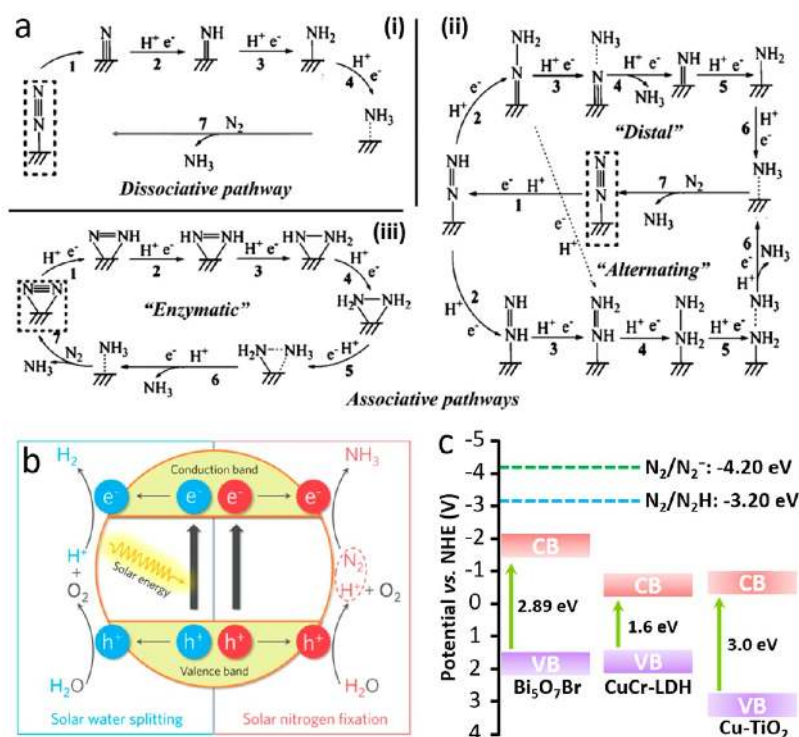 a
(i)
N
N
1
N
H⁺ e⁻
2
NH
H⁺ e⁻
3
NH₂
4
H⁺
e⁻
NH₃
7
N₂
NH₃
Dissociative pathway
(ii)
NH
N
H⁺
e⁻
2
NH₂
N
H⁺ e⁻
3
NH₃
N
H⁺ e⁻
4
NH₃
NH
H⁺ e⁻
5
NH₂
"Distal"
6
H⁺
e⁻
NH₃
e⁻ H⁺
1
N
N
7
N₂
NH₃
e⁻
H⁺
"Alternating"
2
H⁺
e⁻
NH
NH
H⁺ e⁻
3
NH₂
NH
H⁺ e⁻
4
NH₂
NH₂
H⁺ e⁻
5
NH₃
NH₂
6
e⁻
H⁺
NH₃
(iii)
N≡N
H⁺ e⁻
1
N=NH
H⁺ e⁻
2
HN=NH
H⁺ e⁻
3
HN-NH₂
4
H⁺
e⁻
H₂N-NH₂
"Enzymatic"
e⁻ H⁺
5
H₂N
NH₃
e⁻ H⁺
6
NH₃
NH₃
7
N₂
NH₃
Associative pathways
b
H₂
NH₃
Conduction band
e⁻ e⁻ e⁻ e⁻
H⁺
+
O₂
Solar energy
N₂
H⁺ + O₂
h⁺ h⁺ h⁺ h⁺
Valence band
H₂O
H₂O
Solar water splitting
Solar nitrogen fixation
c
Potential vs. NHE (V)
-5
-4
-3
-2
-1
0
1
2
3
4
N₂/N₂⁻: -4.20 eV
N₂/N₂H: -3.20 eV
CB
CB
CB
2.89 eV
1.6 eV
3.0 eV
VB
VB
VB
Bi₅O₇Br
CuCr-LDH
Cu-TiO₂